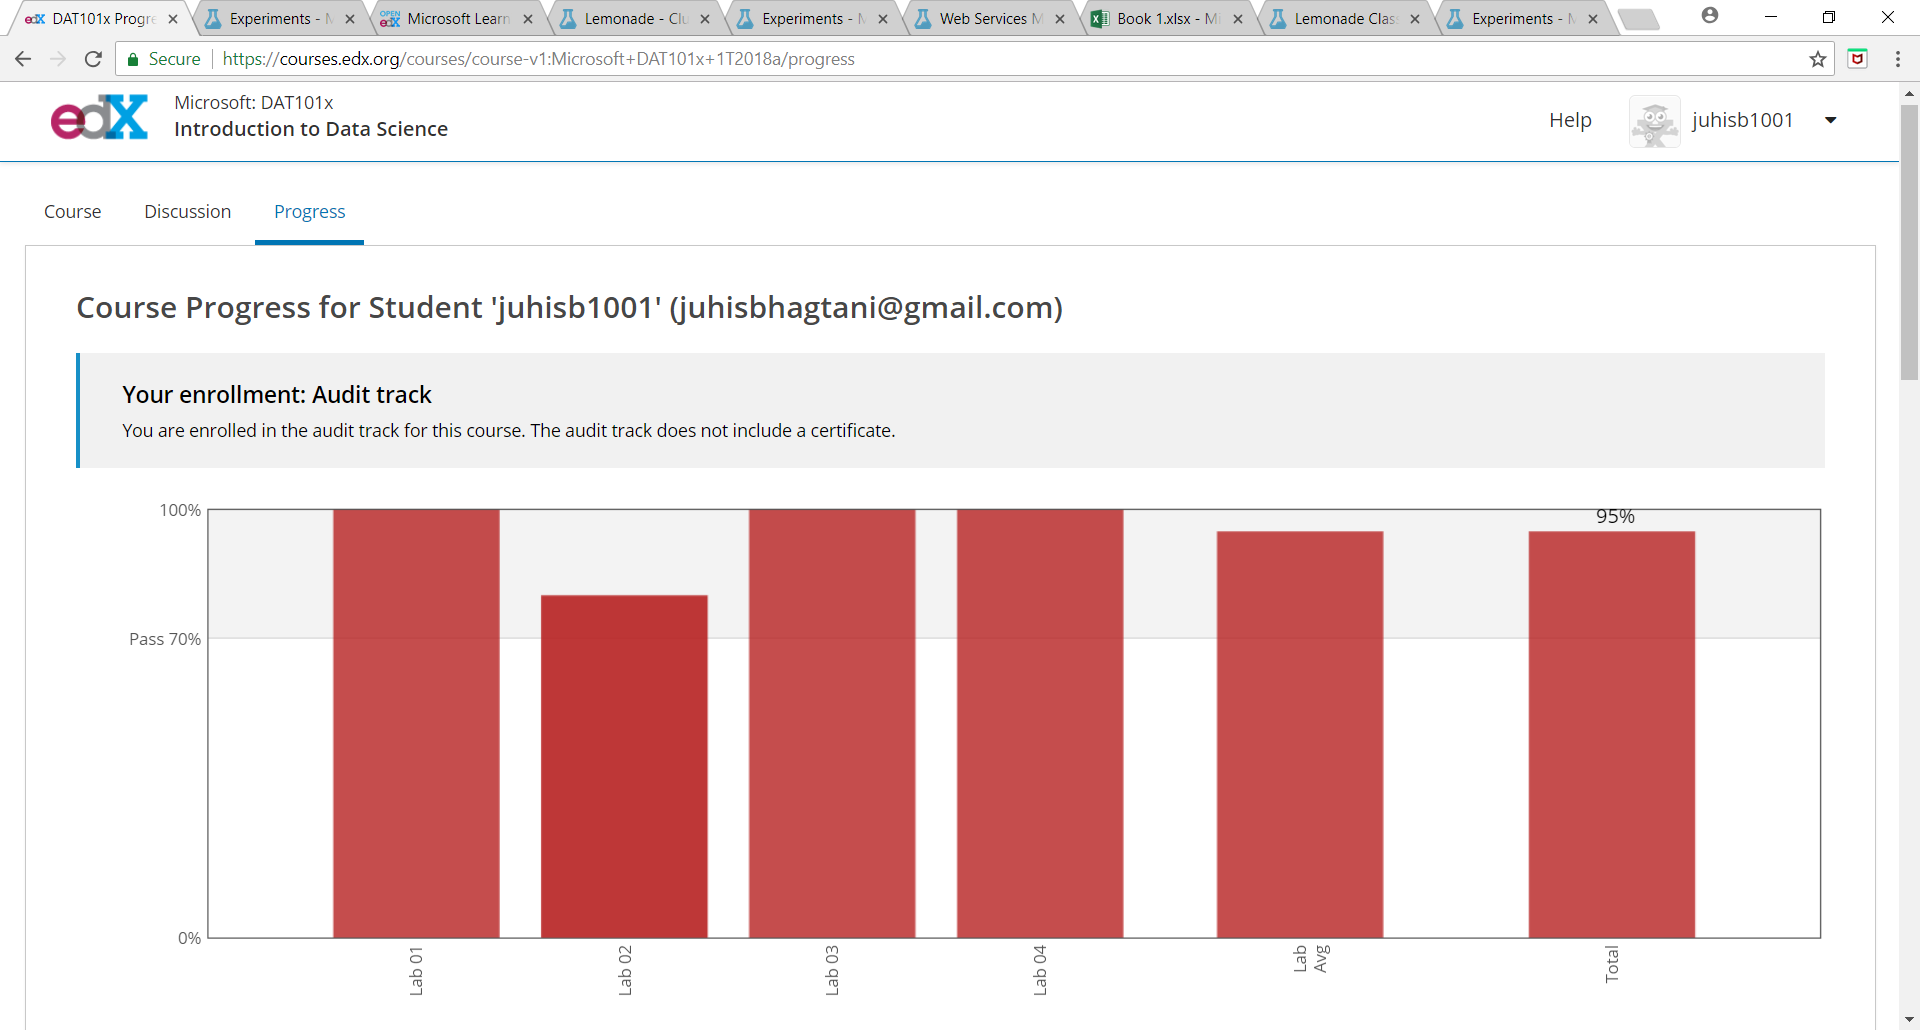 edX DAT101x Progre
Experiments - M
OPEN edX Microsoft Learn
Lemonade - Clu
Experiments - M
Web Services M
Book 1.xlsx - Mi
Lemonade Clas
Experiments - M
Secure
https://courses.edx.org/courses/course-v1:Microsoft+DAT101x+1T2018a/progress
edX
Microsoft: DAT101x
Introduction to Data Science
Help
juhisb1001
Course
Discussion
Progress
Course Progress for Student 'juhisb1001' (juhisbhagtani@gmail.com)
Your enrollment: Audit track
You are enrolled in the audit track for this course. The audit track does not include a certificate.
100%
95%
Pass 70%
0%
Lab 01
Lab 02
Lab 03
Lab 04
Lab
Avg
Total